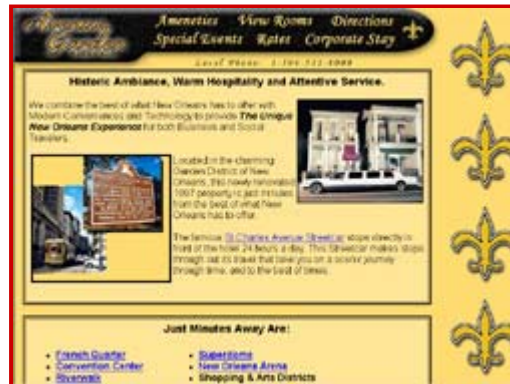 Ameneties View Rooms Directions
Special Events Rates Corporate Stay
Local Phone:
Historic Ambiance, Warm Hospitality and Attentive Service.
We combine the best of what New Orleans has to offer with
Modern Conveniences and Technology to provide The Unique
New Orleans Experience for both Business and Social
Travelers.
Located in the charming
Garden District of New
Orleans, this newly renovated
1997 property is just minutes
from the best of what New
Orleans has to offer.
The famous St Charles Avenue Streetcar stops directly in
front of the hotel 24 hours a day. This Streetcar makes stops
through out its travel that take you on a scenic journey
through time, and to the best of times.
Just Minutes Away Are:
French Quarter
Superdome
Convention Center
New Orleans Arena
Riverwalk
Shopping & Arts Districts